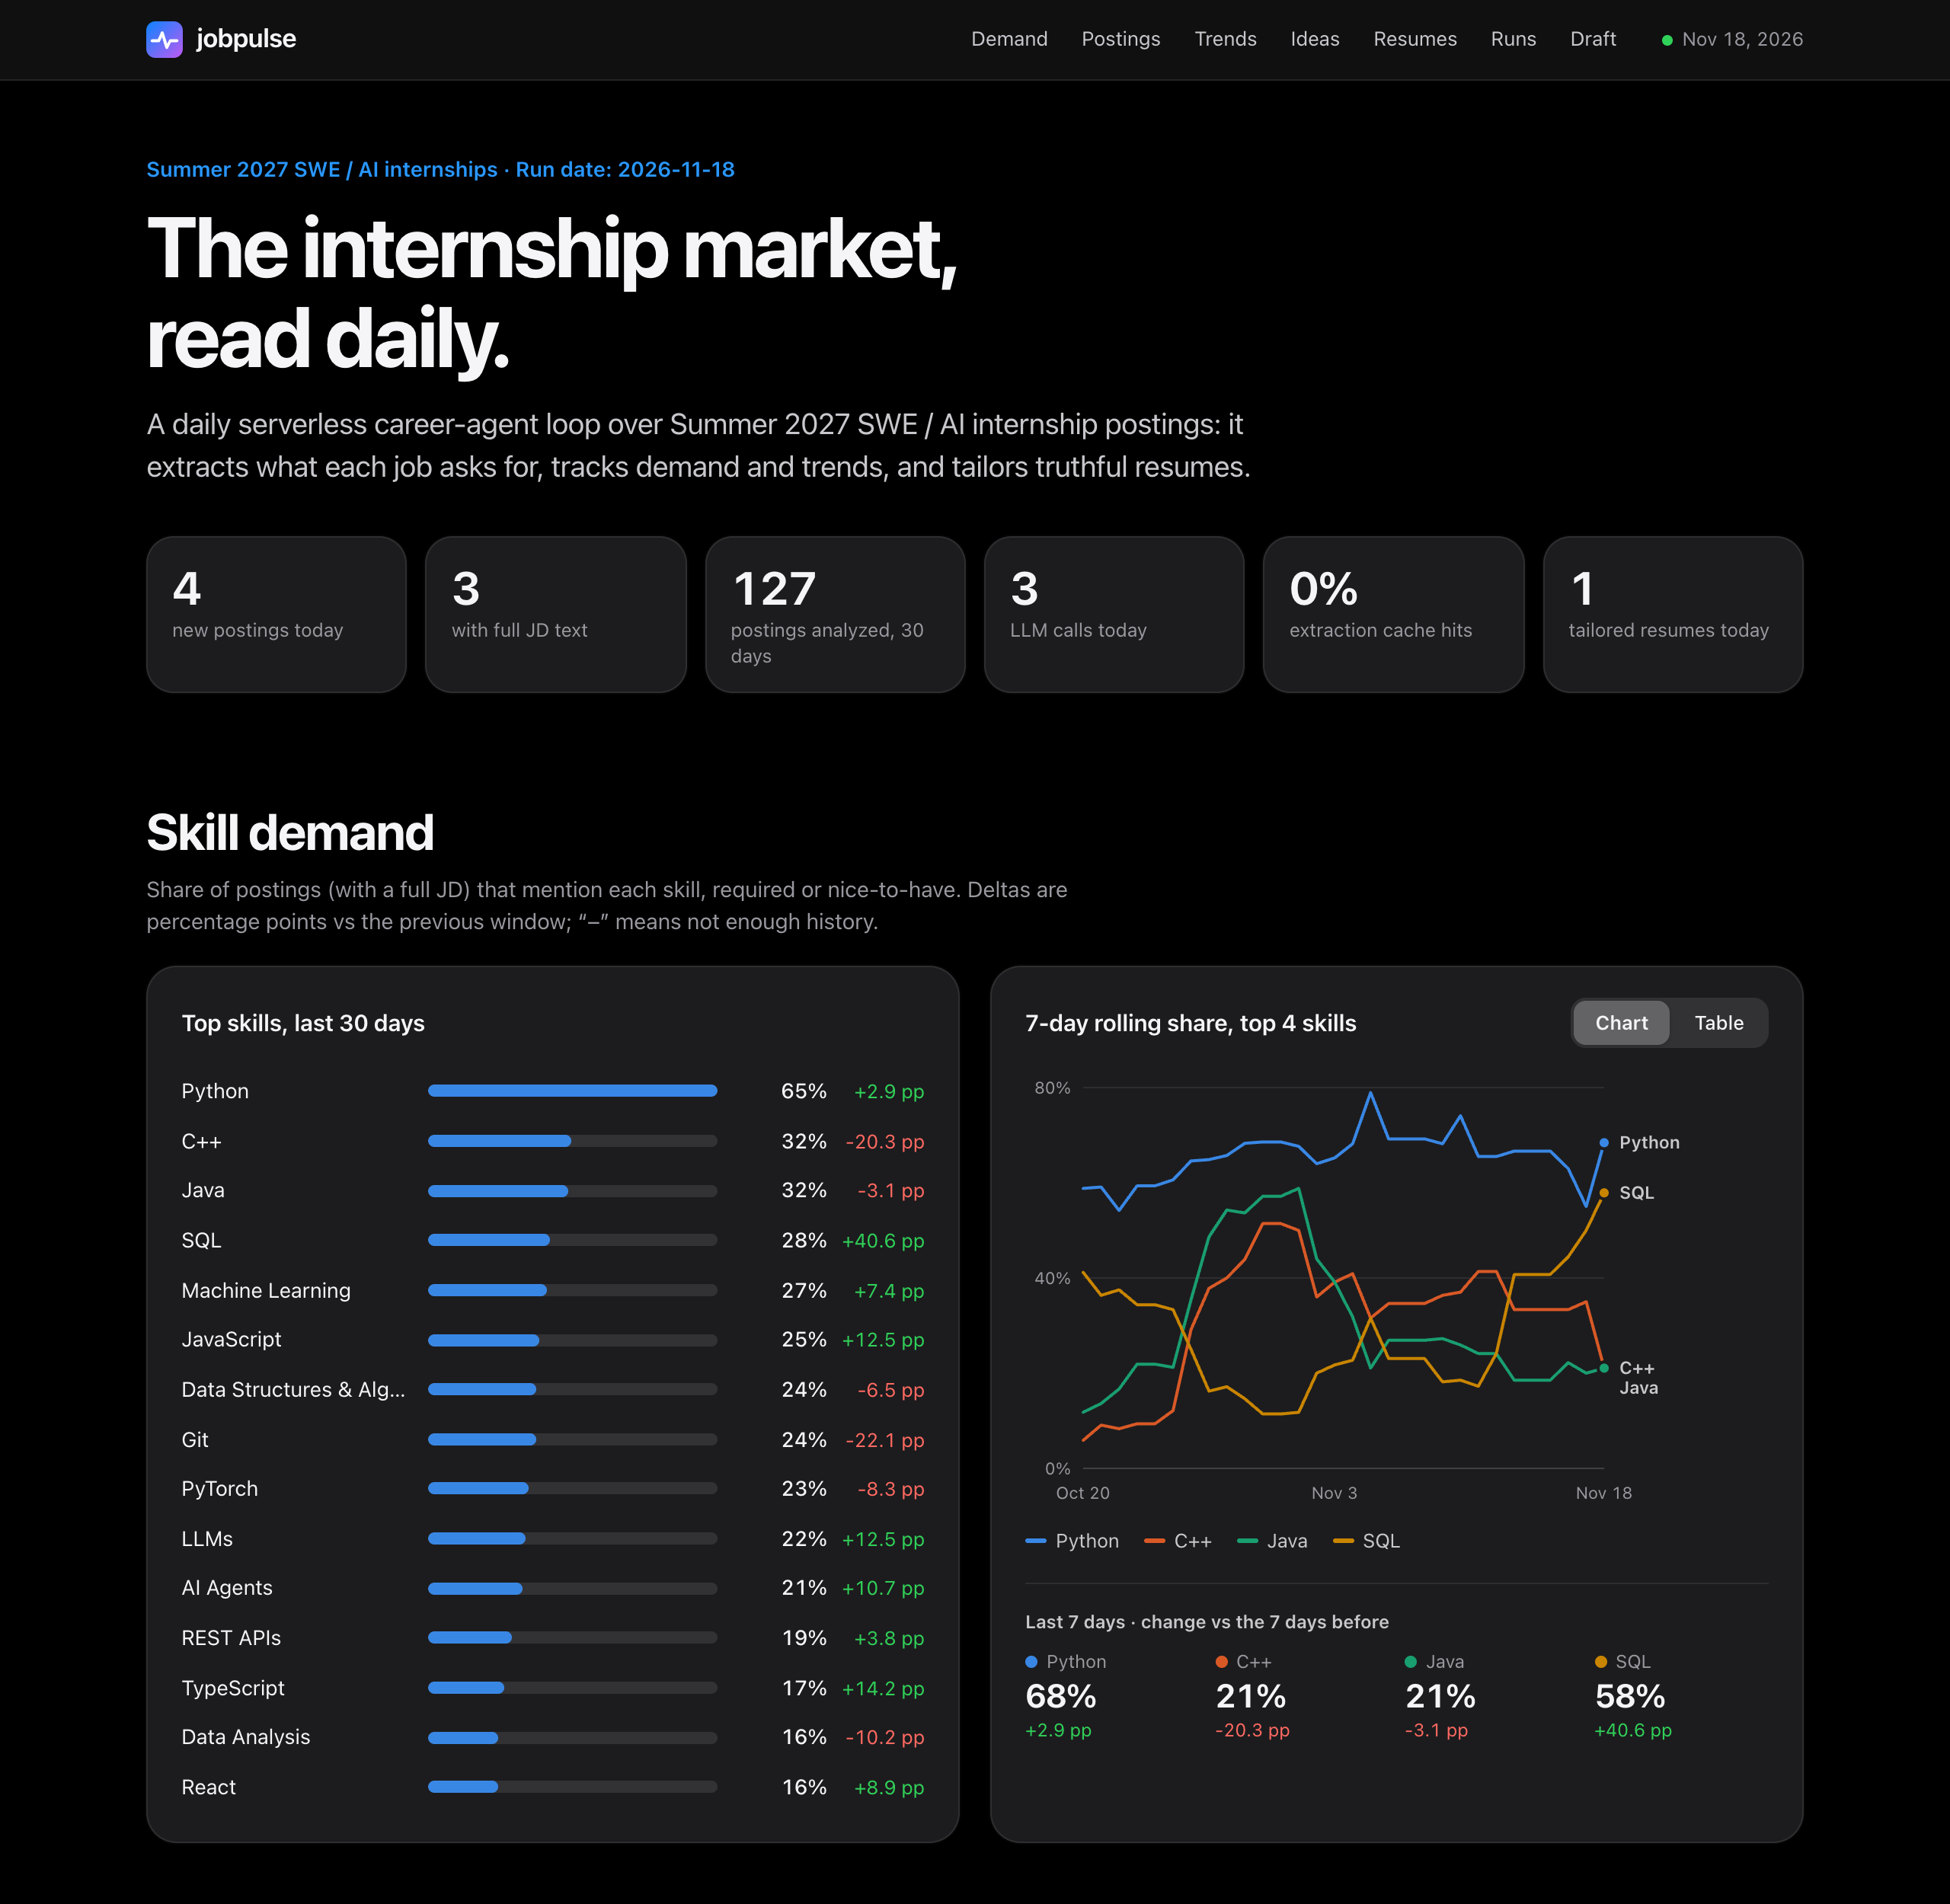 jobpulse
Demand Postings Trends Ideas Resumes Runs Draft Nov 18, 2026
Summer 2027 SWE / AI internships · Run date: 2026-11-18
The internship market,
read daily.
A daily serverless career-agent loop over Summer 2027 SWE / AI internship postings: it
extracts what each job asks for, tracks demand and trends, and tailors truthful resumes.
4
new postings today
3
with full JD text
127
postings analyzed, 30
days
3
LLM calls today
0%
extraction cache hits
1
tailored resumes today
Skill demand
Share of postings (with a full JD) that mention each skill, required or nice-to-have. Deltas are
percentage points vs the previous window; “–” means not enough history.
Top skills, last 30 days
Python 65% +2.9 pp
C++ 32% -20.3 pp
Java 32% -3.1 pp
SQL 28% +40.6 pp
Machine Learning 27% +7.4 pp
JavaScript 25% +12.5 pp
Data Structures & Alg... 24% -6.5 pp
Git 24% -22.1 pp
PyTorch 23% -8.3 pp
LLMs 22% +12.5 pp
AI Agents 21% +10.7 pp
REST APIs 19% +3.8 pp
TypeScript 17% +14.2 pp
Data Analysis 16% -10.2 pp
React 16% +8.9 pp
7-day rolling share, top 4 skills
Chart Table
80%
Python
SQL
40%
C++
Java
0%
Oct 20 Nov 3 Nov 18
Python C++ Java SQL
Last 7 days · change vs the 7 days before
Python C++ Java SQL
68% 21% 21% 58%
+2.9 pp -20.3 pp -3.1 pp +40.6 pp